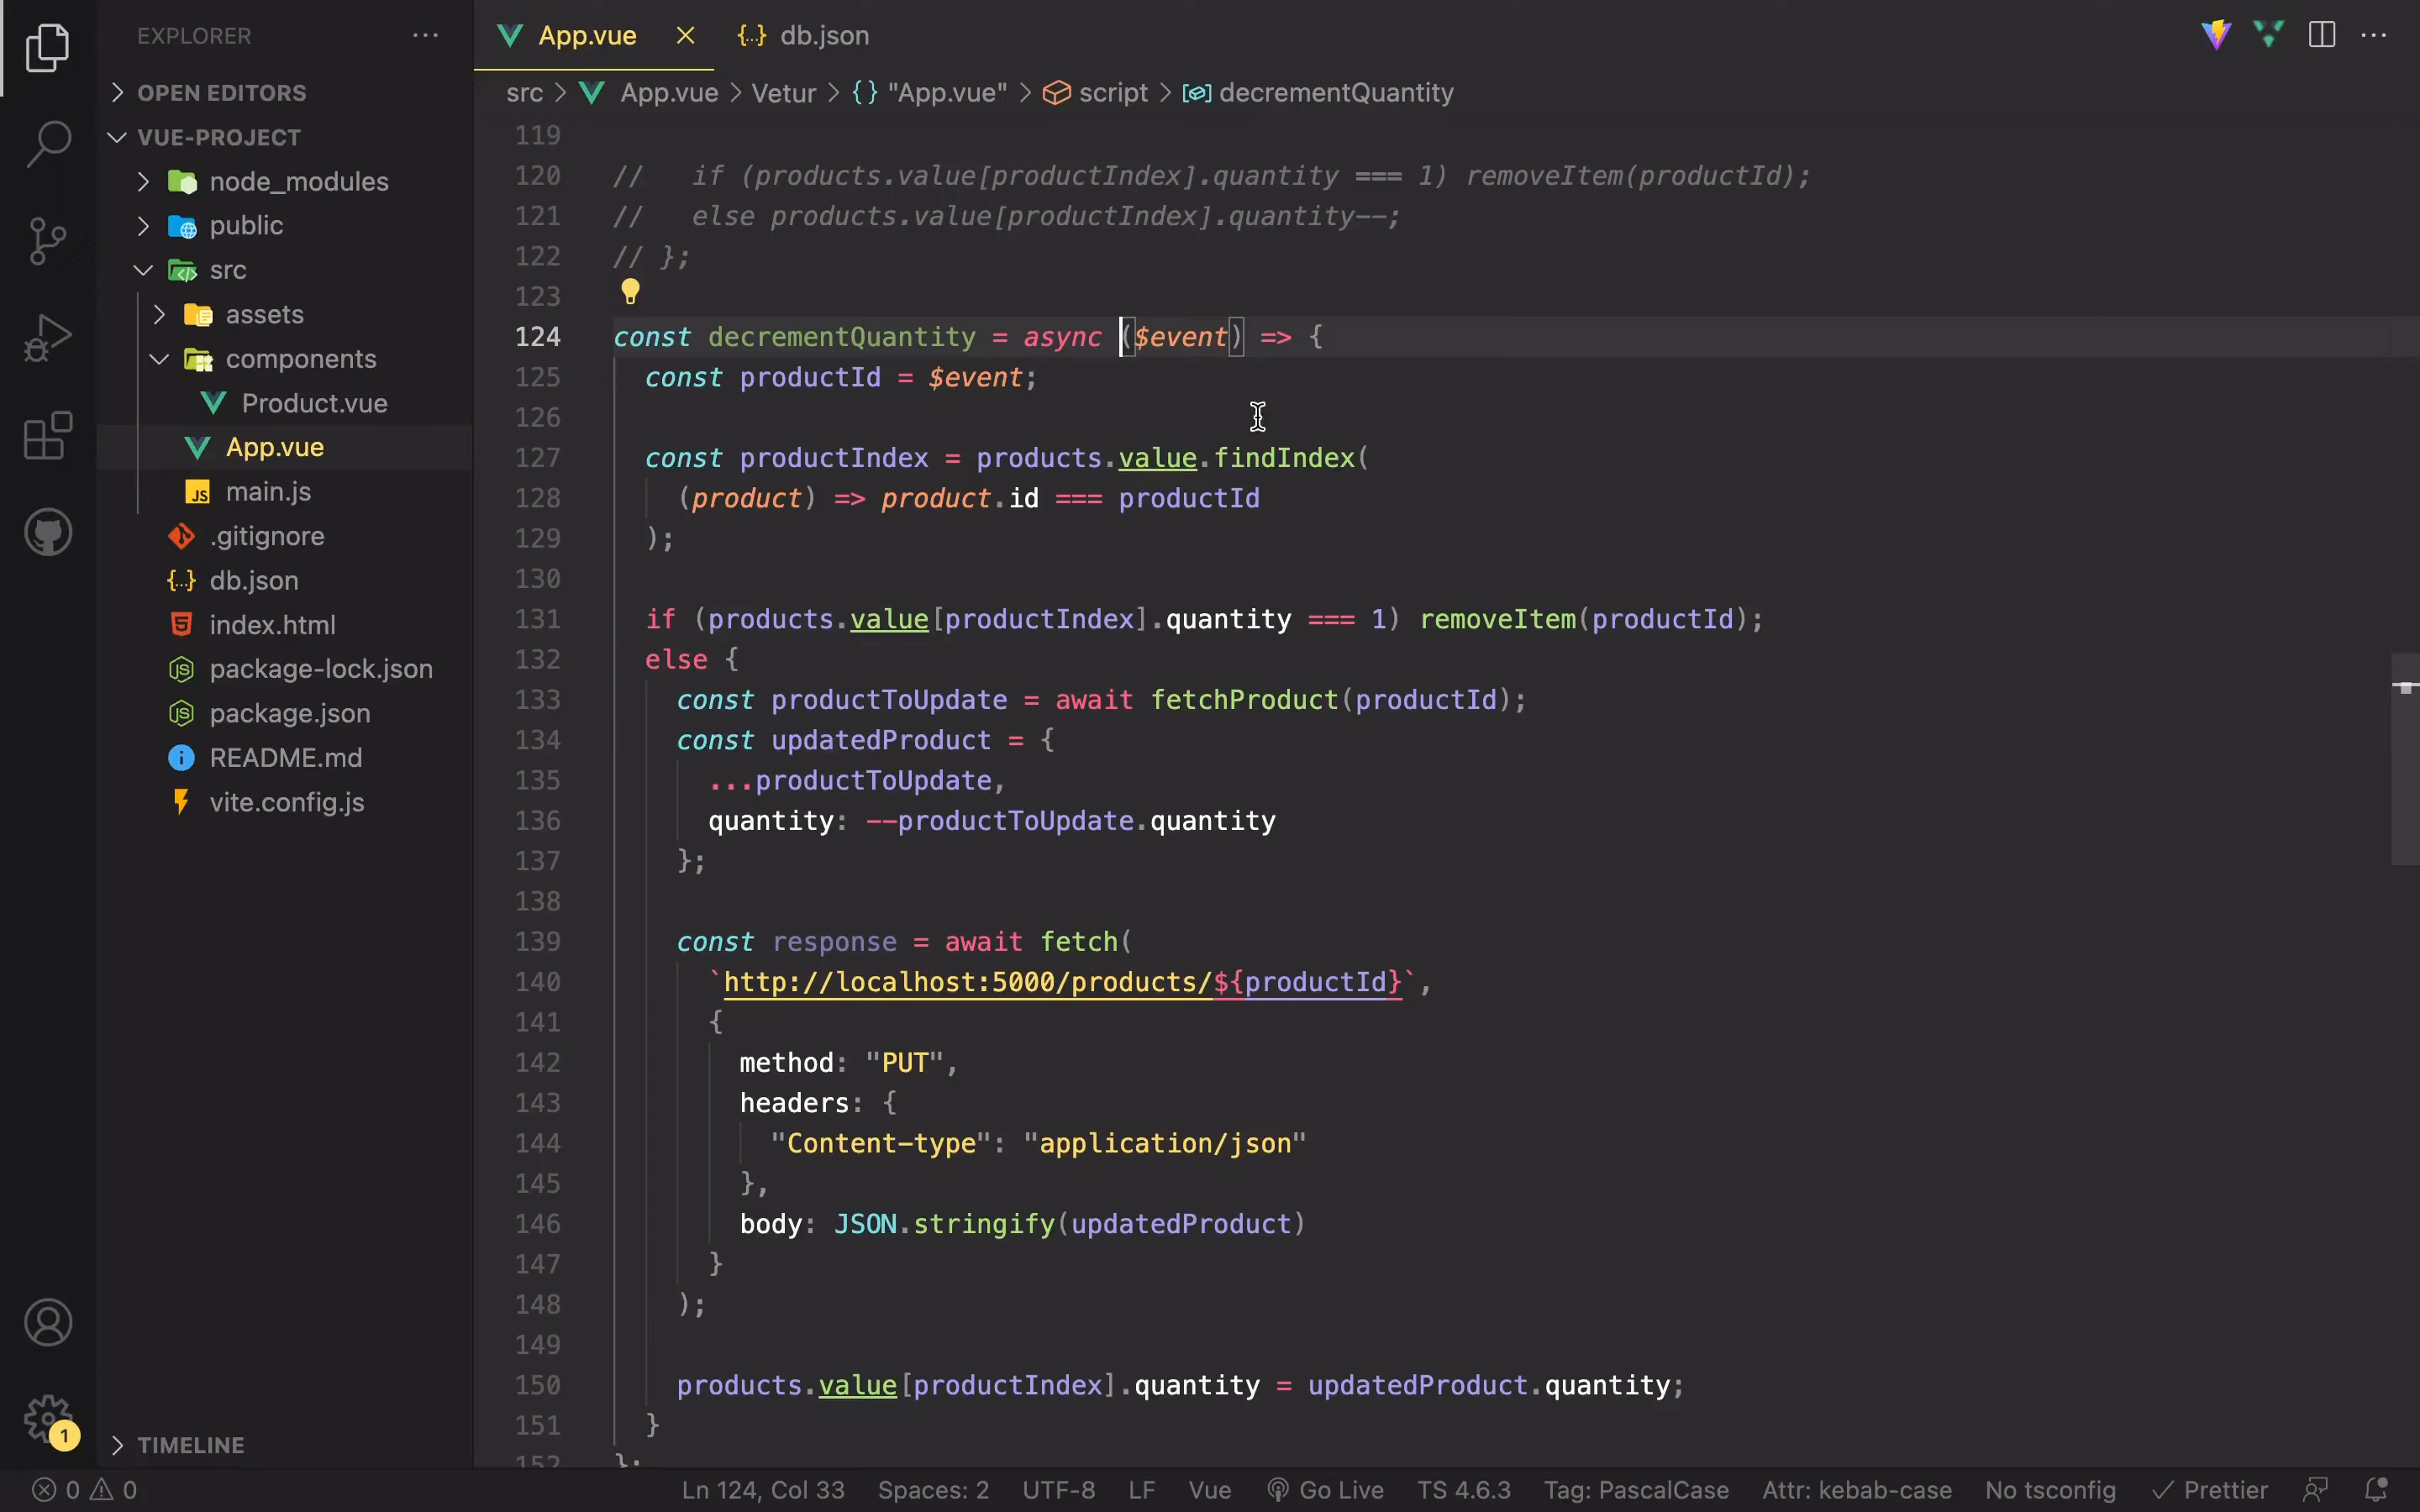 EXPLORER
OPEN EDITORS
VUE-PROJECT
node_modules
public
src
assets
components
Product.vue
App.vue
main.js
.gitignore
db.json
index.html
package-lock.json
package.json
README.md
vite.config.js
TIMELINE
1
App.vue
db.json
src > App.vue > Vetur > {} "App.vue" > script > decrementQuantity
119
120 //   if (products.value[productIndex].quantity === 1) removeItem(productId);
121 //   else products.value[productIndex].quantity--;
122 // };
123
124 const decrementQuantity = async ($event) => {
125   const productId = $event;
126
127   const productIndex = products.value.findIndex(
128     (product) => product.id === productId
129   );
130
131   if (products.value[productIndex].quantity === 1) removeItem(productId);
132   else {
133     const productToUpdate = await fetchProduct(productId);
134     const updatedProduct = {
135       ...productToUpdate,
136       quantity: --productToUpdate.quantity
137     };
138
139     const response = await fetch(
140       `http://localhost:5000/products/${productId}`,
141       {
142         method: "PUT",
143         headers: {
144           "Content-type": "application/json"
145         },
146         body: JSON.stringify(updatedProduct)
147       }
148     );
149
150     products.value[productIndex].quantity = updatedProduct.quantity;
151   }
152 };
0 0 Ln 124, Col 33 Spaces: 2 UTF-8 LF Vue Go Live TS 4.6.3 Tag: PascalCase Attr: kebab-case No tsconfig Prettier